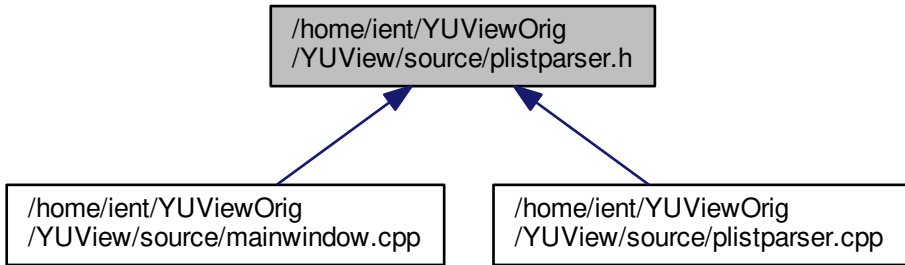 /home/ient/YUViewOrig
/YUView/source/plistparser.h
/home/ient/YUViewOrig
/YUView/source/mainwindow.cpp
/home/ient/YUViewOrig
/YUView/source/plistparser.cpp